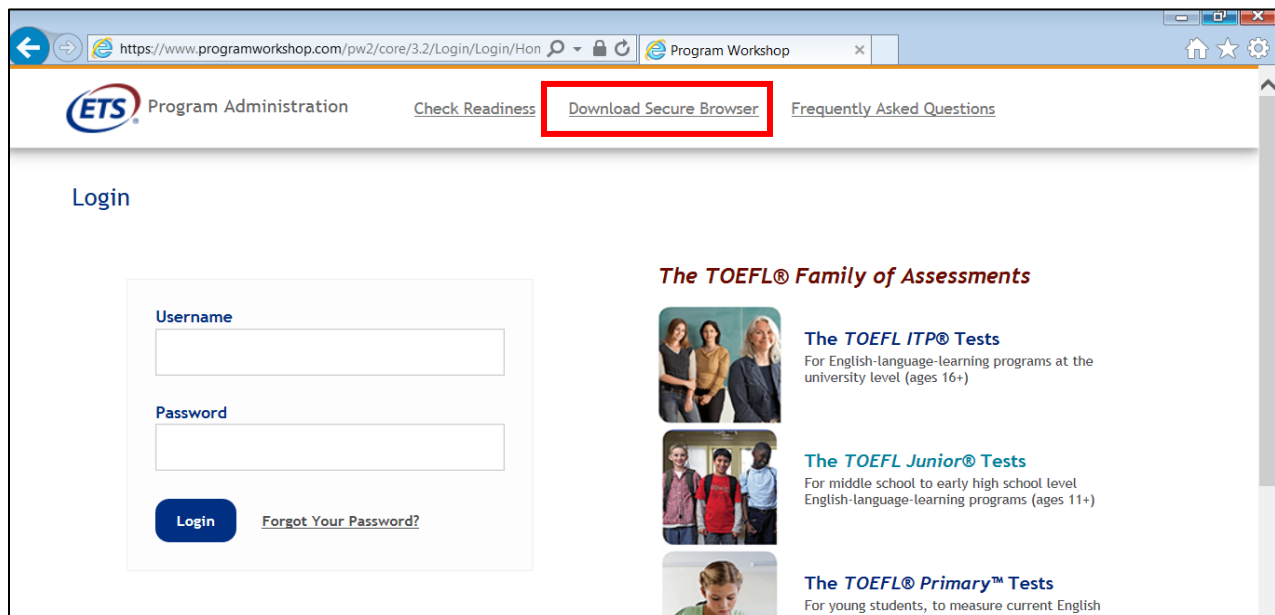 https://www.programworkshop.com/pw2/core/3.2/Login/Login/Hon
Program Workshop
ETS
Program Administration
Check Readiness
Download Secure Browser
Frequently Asked Questions
Login
The TOEFL® Family of Assessments
Username
Password
Login
Forgot Your Password?
The TOEFL ITP® Tests
For English-language-learning programs at the
university level (ages 16+)
The TOEFL Junior® Tests
For middle school to early high school level
English-language-learning programs (ages 11+)
The TOEFL® Primary™ Tests
For young students, to measure current English